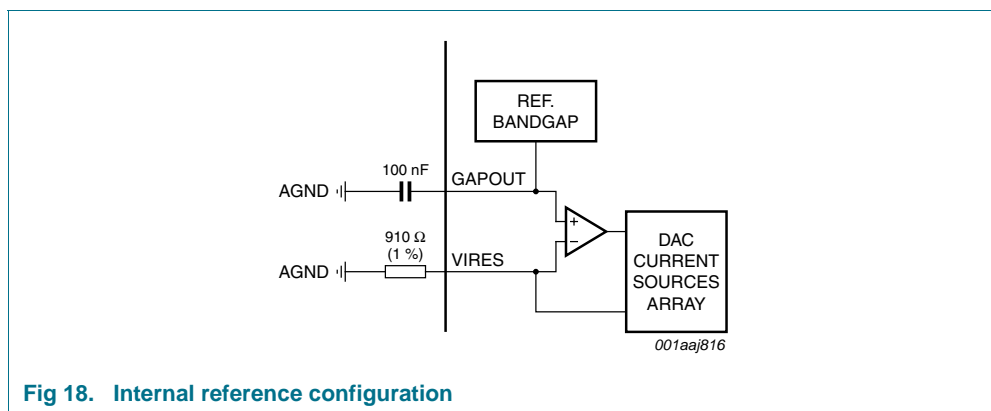 REF.
BANDGAP
100 nF
AGND
GAPOUT
910 Ω
(1 %)
AGND
VIRES
+
−
DAC
CURRENT
SOURCES
ARRAY
001aaj816
Fig 18. Internal reference configuration